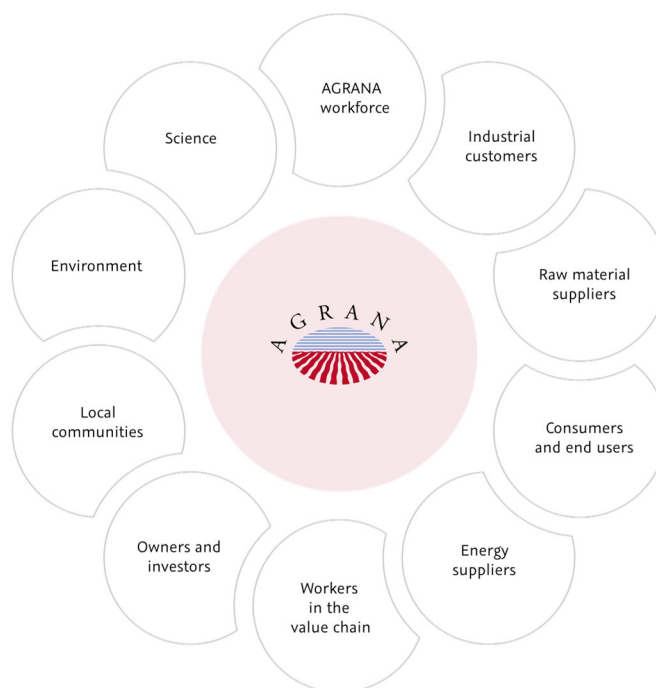 AGRANA
workforce
Industrial
customers
Raw material
suppliers
Consumers
and end users
Energy
suppliers
Workers
in the
value chain
Owners and
investors
Local
communities
Environment
Science
AGRANA